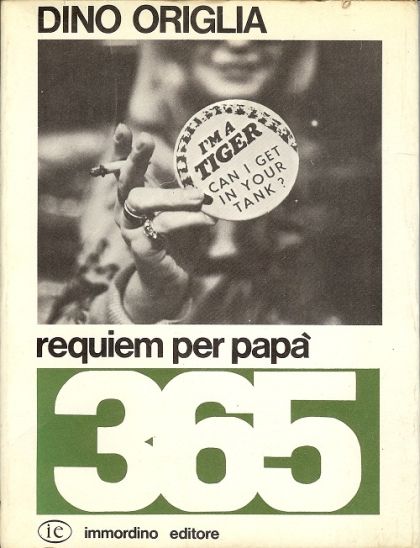 DINO ORIGLIA
I'M A
TIGER
CAN I GET
IN YOUR
TANK?
requiem per papà
365
ie immordino editore